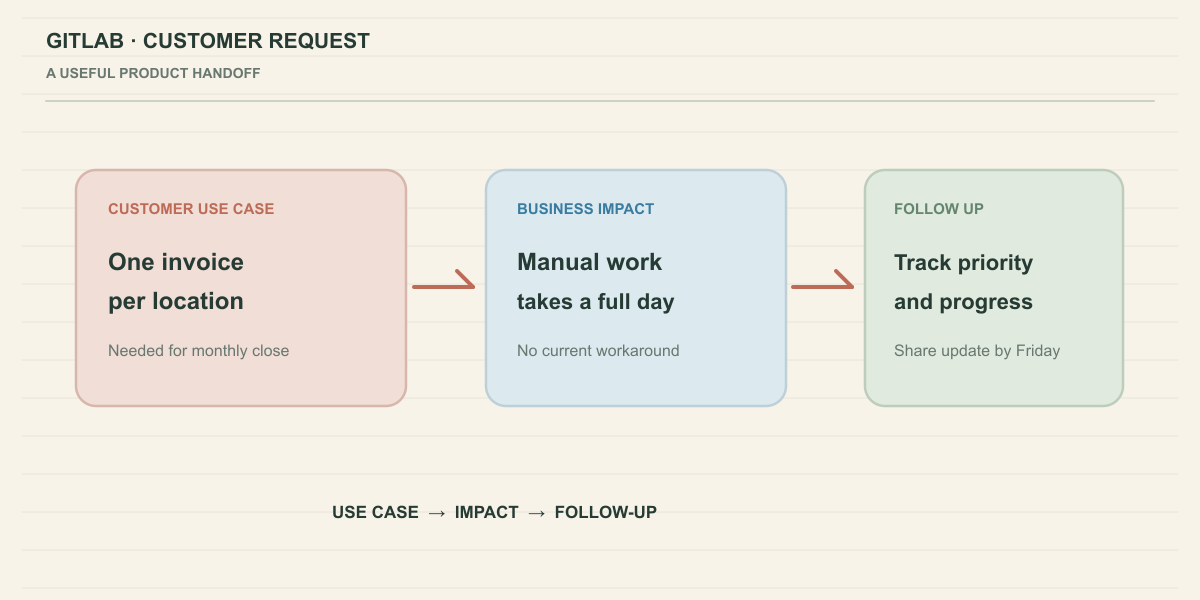 GITLAB · CUSTOMER REQUEST
A USEFUL PRODUCT HANDOFF
CUSTOMER USE CASE
One invoice
per location
Needed for monthly close
BUSINESS IMPACT
Manual work
takes a full day
No current workaround
FOLLOW UP
Track priority
and progress
Share update by Friday
USE CASE → IMPACT → FOLLOW-UP